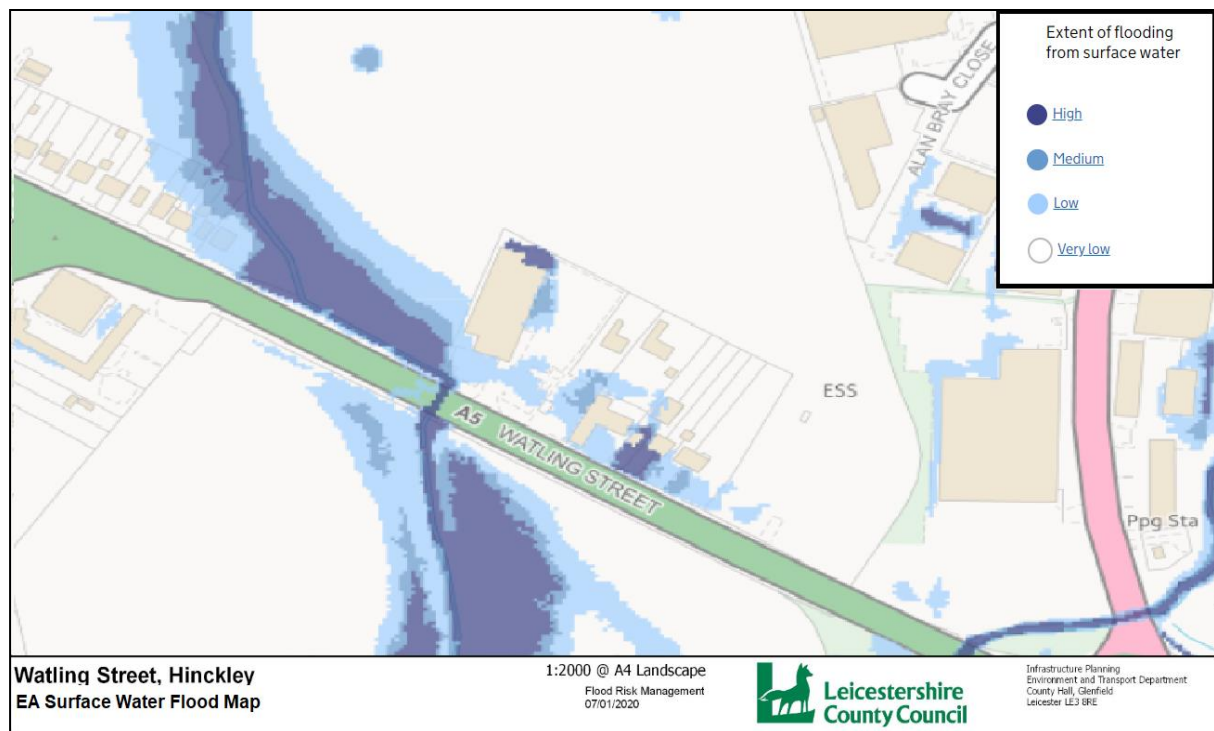 Extent of flooding
from surface water
High
Medium
Low
Very low
ALAN BRAY CLOSE
ESS
A5 WATLING STREET
Ppg Sta
Watling Street, Hinckley
EA Surface Water Flood Map
1:2000 @ A4 Landscape
Flood Risk Management
07/01/2020
Leicestershire
County Council
Infrastructure Planning
Environment and Transport Department
County Hall, Glenfield
Leicester LE3 8RE